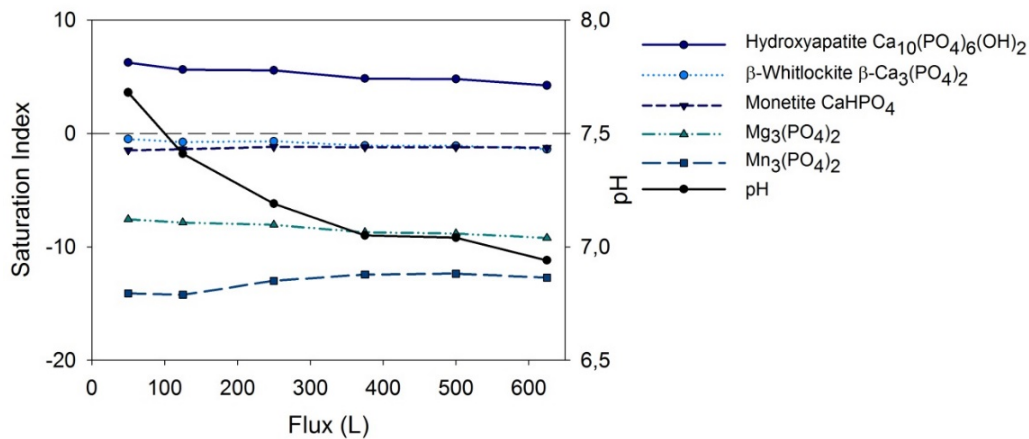 10
0
-10
-20
Saturation Index
0
100
200
300
400
500
600
Flux (L)
8,0
7,5
7,0
6,5
pH
Hydroxyapatite Ca₁₀(PO₄)₆(OH)₂
β-Whitlockite β-Ca₃(PO₄)₂
Monetite CaHPO₄
Mg₃(PO₄)₂
Mn₃(PO₄)₂
pH